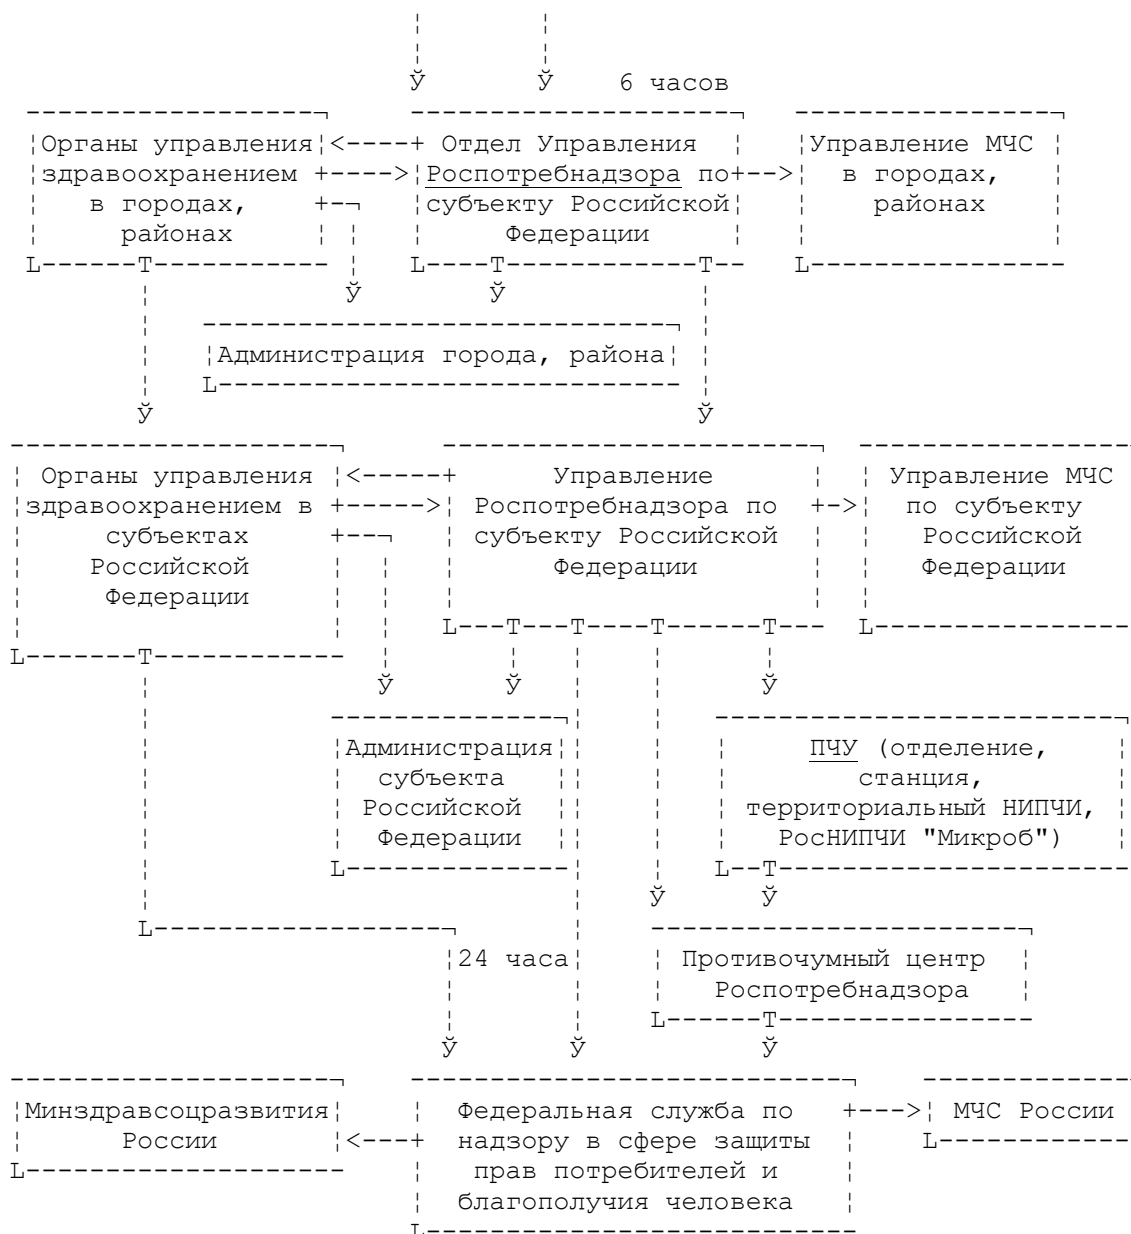 6 часов
Органы управления здравоохранением в городах, районах
Отдел Управления Роспотребнадзора по субъекту Российской Федерации
Управление МЧС в городах, районах
Администрация города, района
Органы управления здравоохранением в субъектах Российской Федерации
Управление Роспотребнадзора по субъекту Российской Федерации
Управление МЧС по субъекту Российской Федерации
Администрация субъекта Российской Федерации
ПЧУ (отделение, станция, территориальный НИПЧИ, РосНИПЧИ "Микроб")
24 часа
Противочумный центр Роспотребнадзора
Минздравсоцразвития России
Федеральная служба по надзору в сфере защиты прав потребителей и благополучия человека
МЧС России